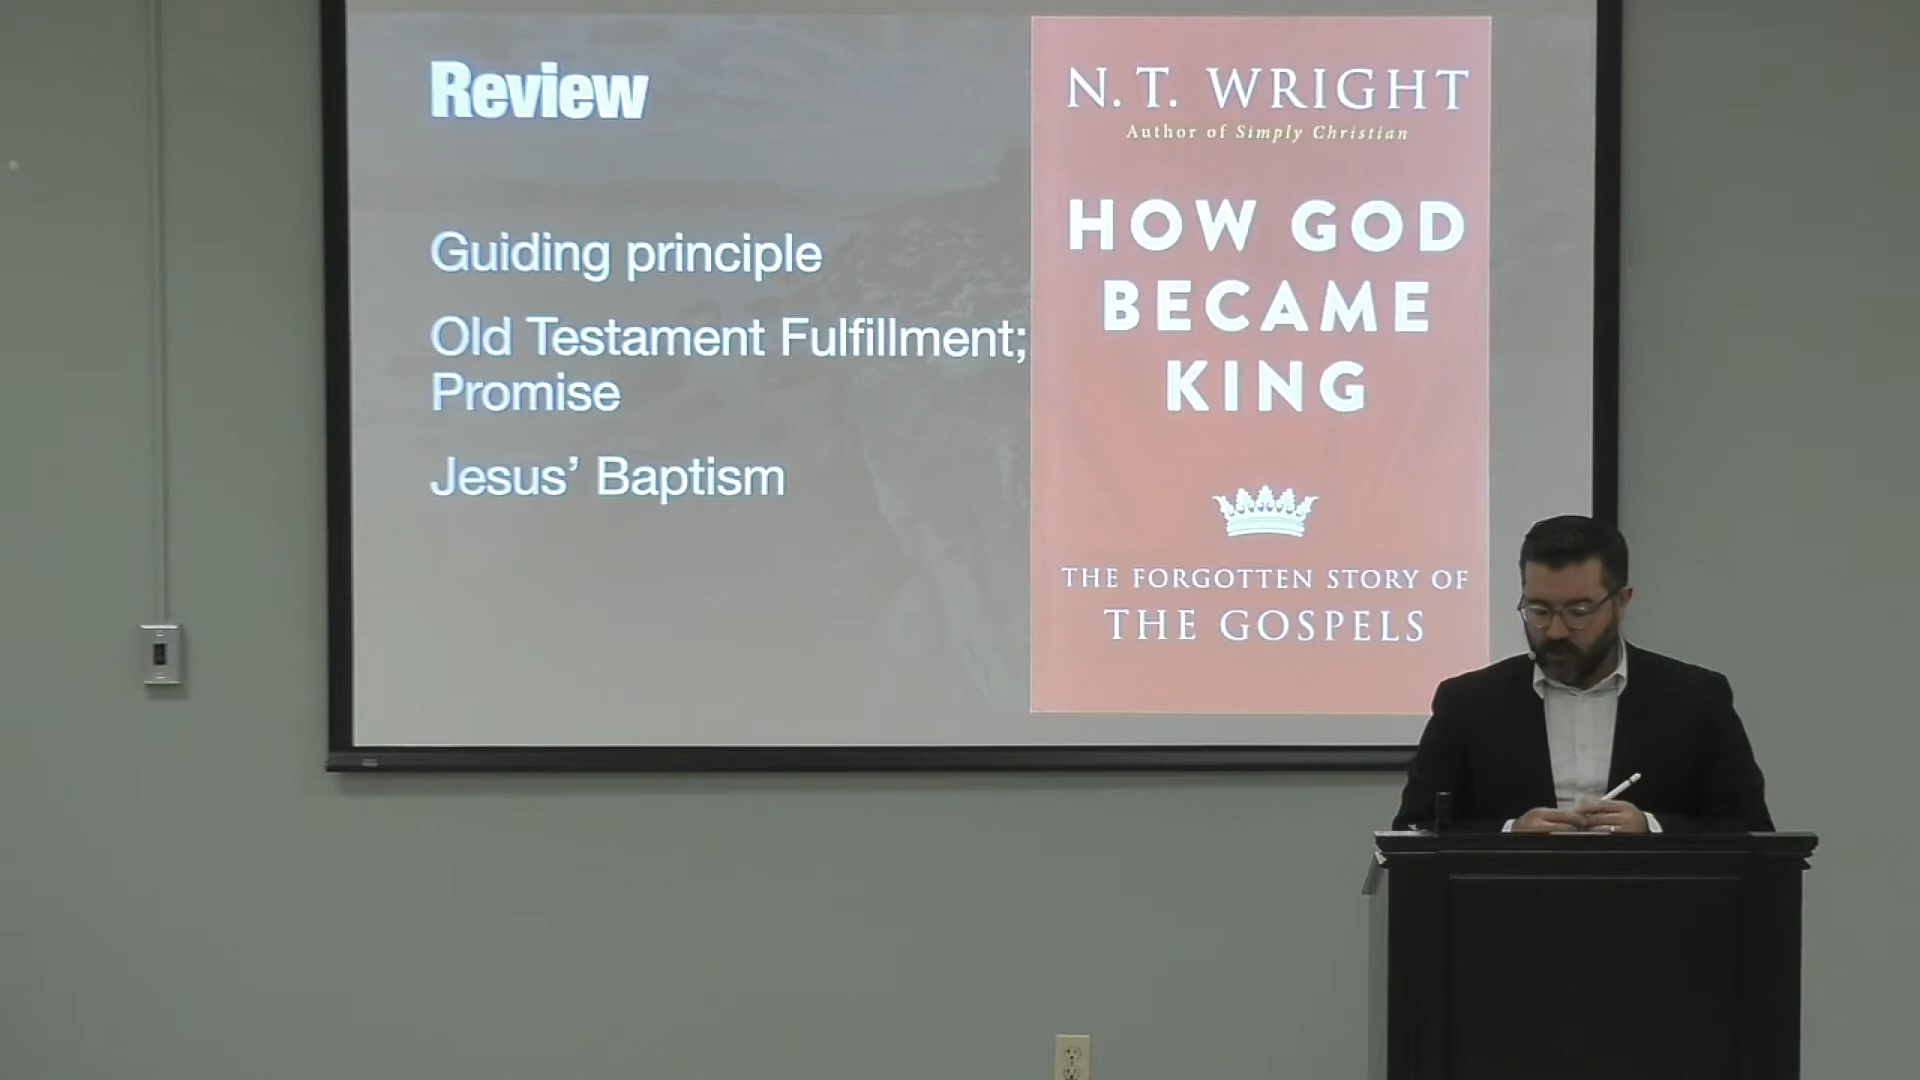 Review
Guiding principle
Old Testament Fulfillment;
Promise
Jesus’ Baptism
N. T. WRIGHT
Author of Simply Christian
HOW GOD
BECAME
KING
THE FORGOTTEN STORY OF
THE GOSPELS